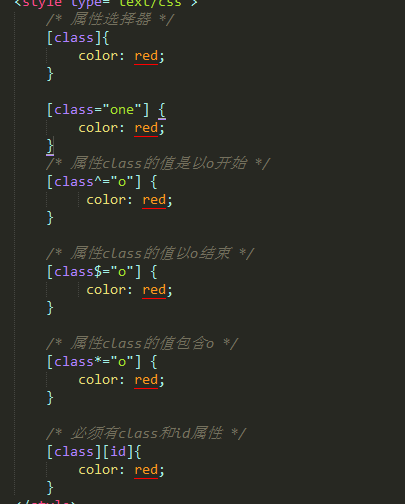 <style type="text/css">
/* 属性选择器 */
[class]{
color: red;
}
[class="one"] {
color: red;
}
/* 属性class的值是以o开始 */
[class^="o"] {
color: red;
}
/* 属性class的值以o结束 */
[class$="o"] {
color: red;
}
/* 属性class的值包含o */
[class*="o"] {
color: red;
}
/* 必须有class和id属性 */
[class][id]{
color: red;
}
</style>